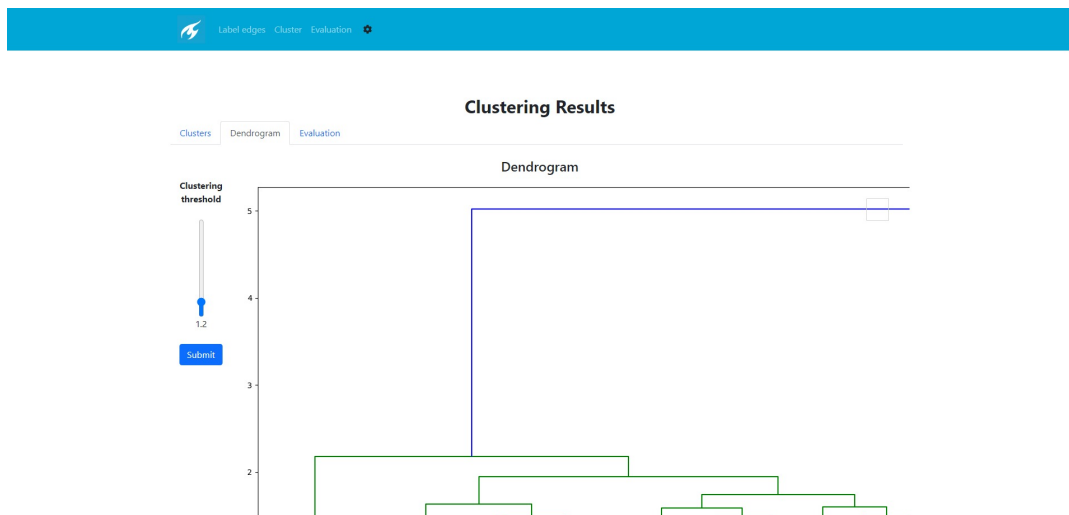 Label edges Cluster Evaluation
Clustering Results
Clusters Dendrogram Evaluation
Dendrogram
Clustering
threshold
1.2
Submit
5
4
3
2